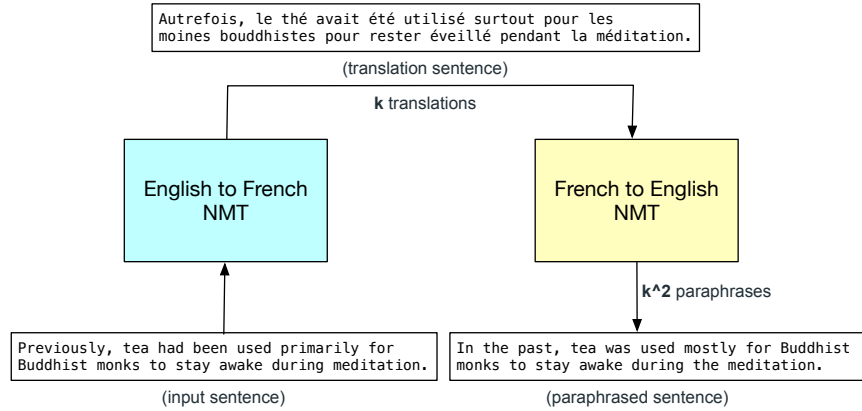 Autrefois, le thé avait été utilisé surtout pour les
moines bouddhistes pour rester éveillé pendant la méditation.
(translation sentence)
k translations
English to French
NMT
French to English
NMT
k^2 paraphrases
Previously, tea had been used primarily for
Buddhist monks to stay awake during meditation.
(input sentence)
In the past, tea was used mostly for Buddhist
monks to stay awake during the meditation.
(paraphrased sentence)